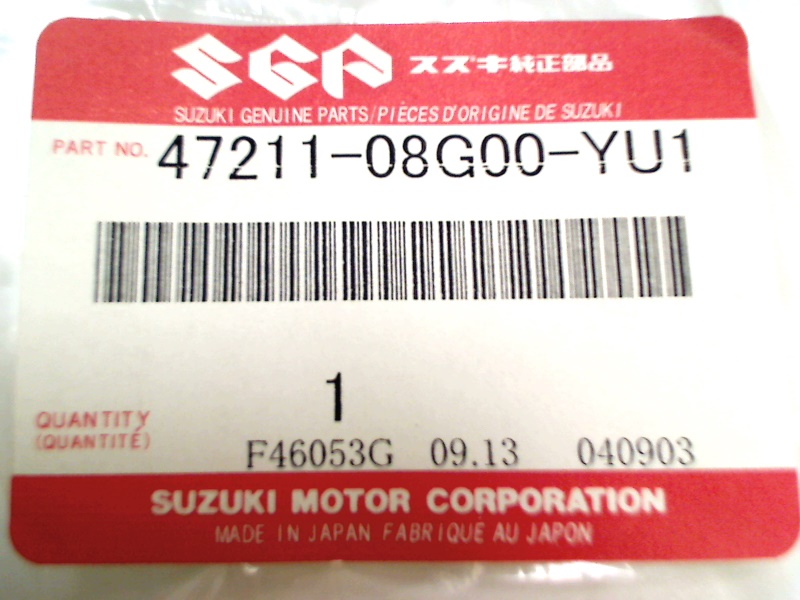 SGP スズキ純正部品
SUZUKI GENUINE PARTS/PIÈCES D'ORIGINE DE SUZUKI
PART NO. 47211-08G00-YU1
1
QUANTITY
(QUANTITÉ)
F46053G 09.13 040903
SUZUKI MOTOR CORPORATION
MADE IN JAPAN FABRIQUÉ AU JAPON